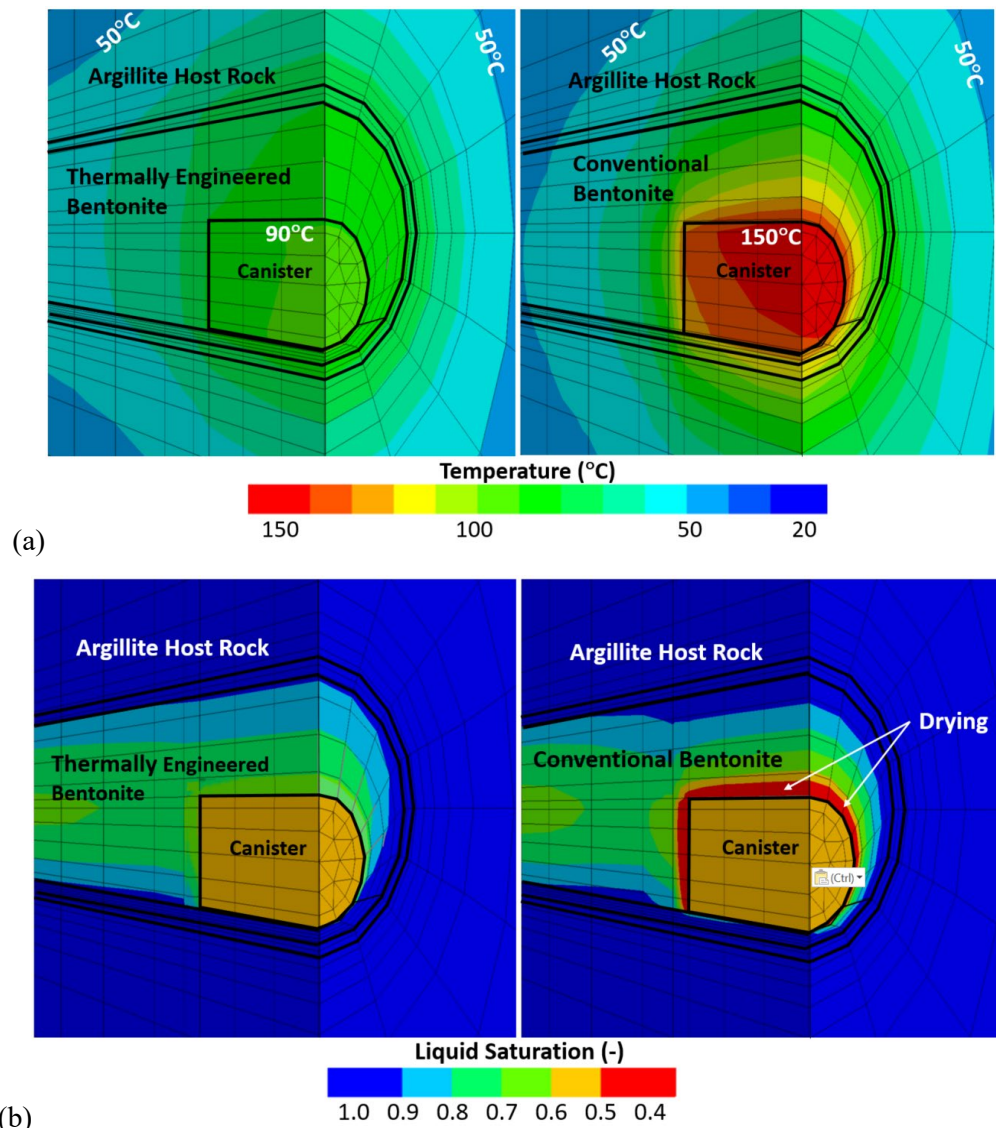 50°C
50°C
Argillite Host Rock
Thermally Engineered
Bentonite
90°C
Canister
50°C
50°C
Argillite Host Rock
Conventional
Bentonite
150°C
Canister
Temperature (°C)
150 100 50 20
(a)
Argillite Host Rock
Thermally Engineered
Bentonite
Canister
Argillite Host Rock
Drying
Conventional Bentonite
Canister
(Ctrl)
Liquid Saturation (-)
1.0 0.9 0.8 0.7 0.6 0.5 0.4
(b)